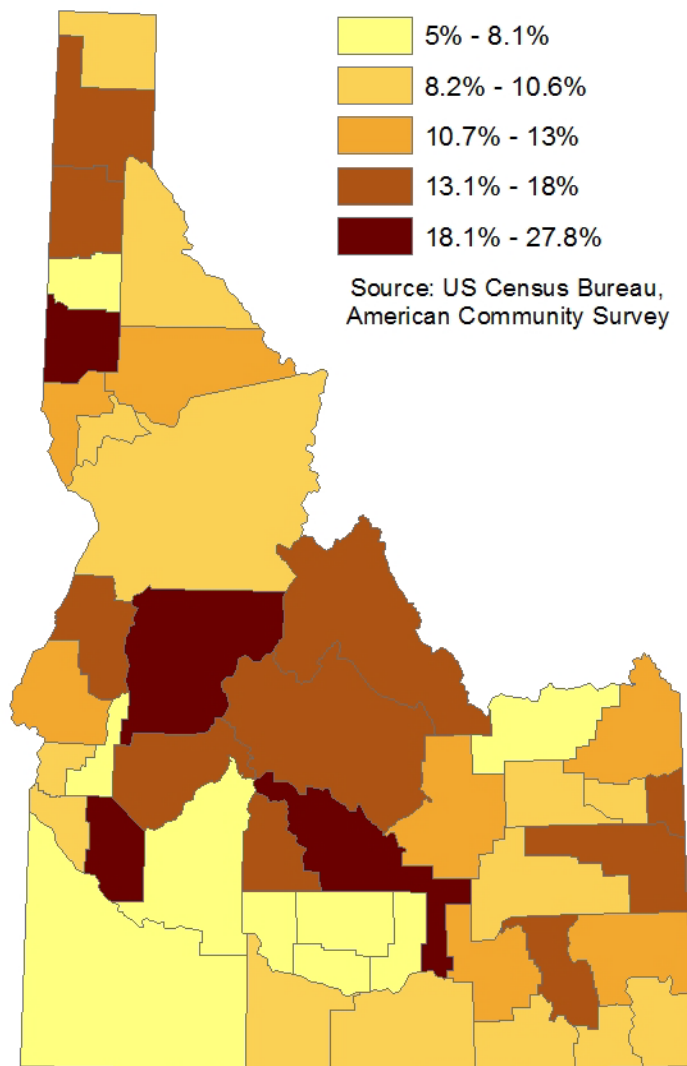 5% - 8.1%
8.2% - 10.6%
10.7% - 13%
13.1% - 18%
18.1% - 27.8%
Source: US Census Bureau,
American Community Survey